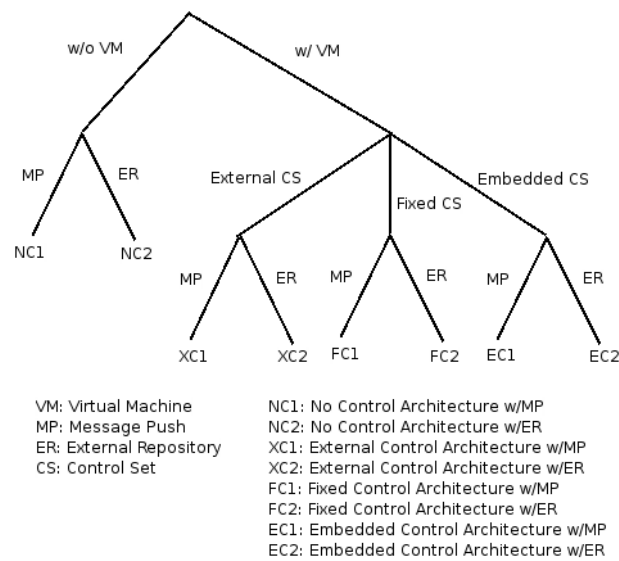 w/o VM
w/ VM
MP
ER
External CS
Fixed CS
Embedded CS
NC1
NC2
MP
ER
MP
ER
MP
ER
XC1
XC2
FC1
FC2
EC1
EC2
VM: Virtual Machine
MP: Message Push
ER: External Repository
CS: Control Set
NC1: No Control Architecture w/MP
NC2: No Control Architecture w/ER
XC1: External Control Architecture w/MP
XC2: External Control Architecture w/ER
FC1: Fixed Control Architecture w/MP
FC2: Fixed Control Architecture w/ER
EC1: Embedded Control Architecture w/MP
EC2: Embedded Control Architecture w/ER